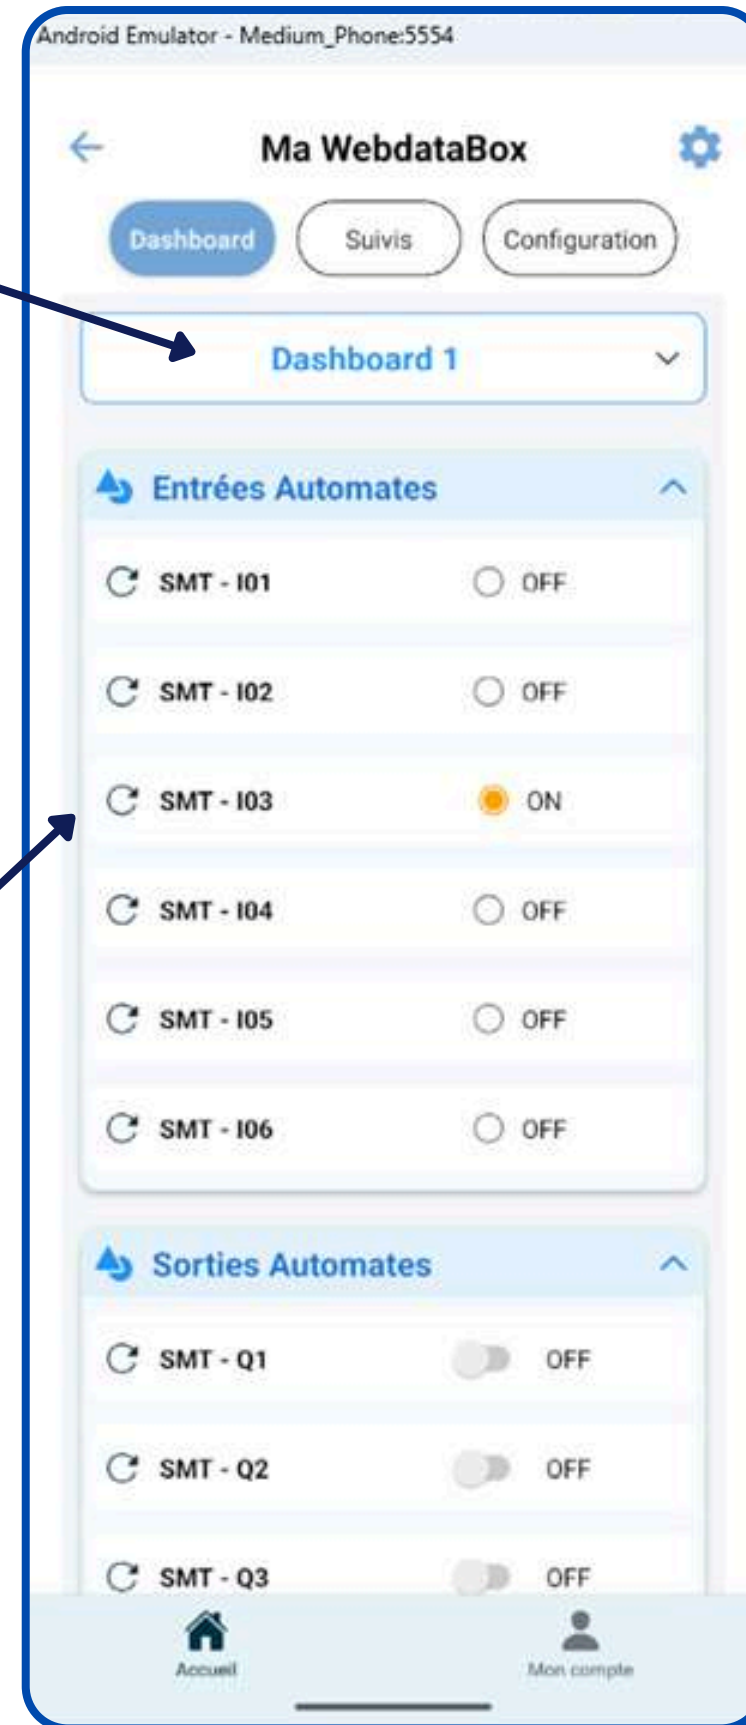 Android Emulator - Medium_Phone:5554
Ma WebdataBox
Dashboard Suivis Configuration
Dashboard 1
Entrées Automates
SMT - I01 OFF
SMT - I02 OFF
SMT - I03 ON
SMT - I04 OFF
SMT - I05 OFF
SMT - I06 OFF
Sorties Automates
SMT - Q1 OFF
SMT - Q2 OFF
SMT - Q3 OFF
Accueil Mon compte